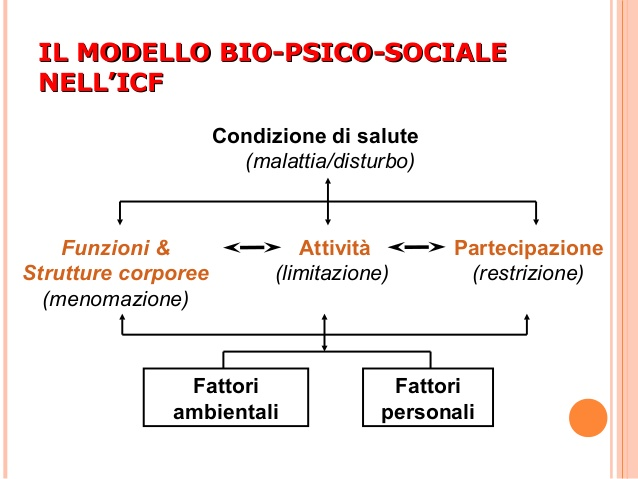 IL MODELLO BIO-PSICO-SOCIALE
NELL’ICF
Condizione di salute
(malattia/disturbo)
Funzioni &
Strutture corporee
(menomazione)
Attività
(limitazione)
Partecipazione
(restrizione)
Fattori
ambientali
Fattori
personali